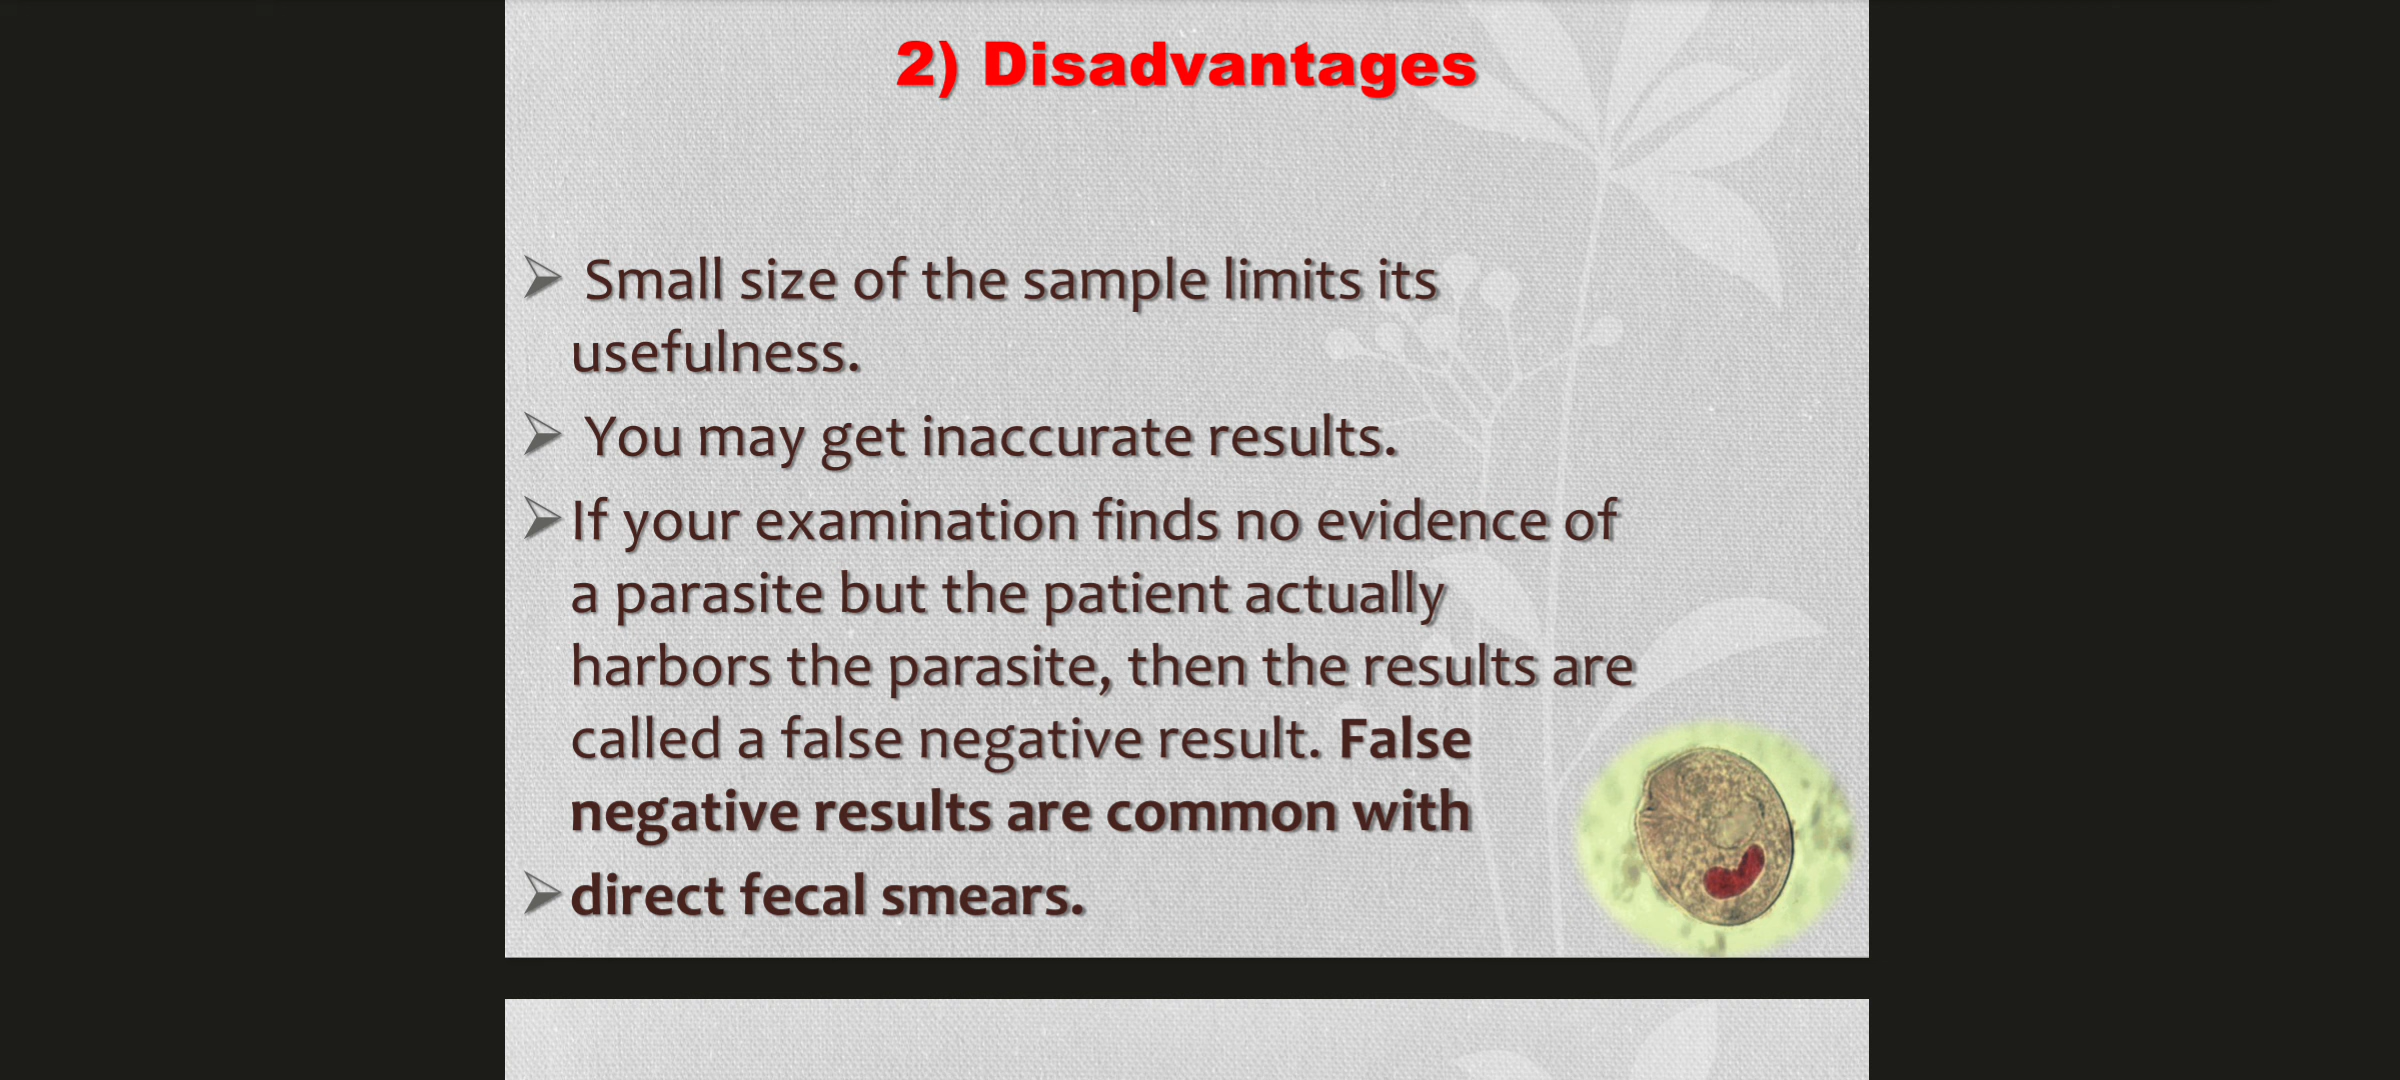 2) Disadvantages
➢ Small size of the sample limits its
usefulness.
➢ You may get inaccurate results.
➢ If your examination finds no evidence of
a parasite but the patient actually
harbors the parasite, then the results are
called a false negative result. False
negative results are common with
➢ direct fecal smears.